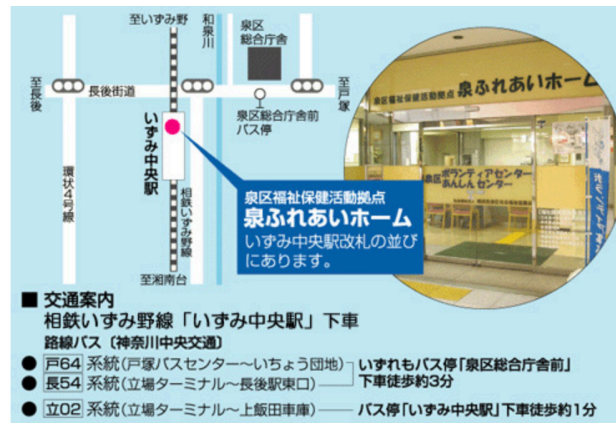 至いずみ野
和泉川
泉区
総合庁舎
至長後
長後街道
至戸塚
泉区総合庁舎前
バス停
いずみ中央駅
環状4号線
相鉄いずみ野線
至湘南台
泉区福祉保健活動拠点
泉ふれあいホーム
いずみ中央駅改札の並び
にあります。
泉区福祉保健活動拠点 泉ふれあいホーム
泉区ボランティアセンター
あんしんセンター
■ 交通案内
相鉄いずみ野線「いずみ中央駅」下車
路線バス〔神奈川中央交通〕
● 戸64 系統(戸塚バスセンター〜いちょう団地)
● 長54 系統(立場ターミナル〜長後駅東口)
いずれもバス停「泉区総合庁舎前」
下車徒歩約3分
● 立02 系統(立場ターミナル〜上飯田車庫) バス停「いずみ中央駅」下車徒歩約1分